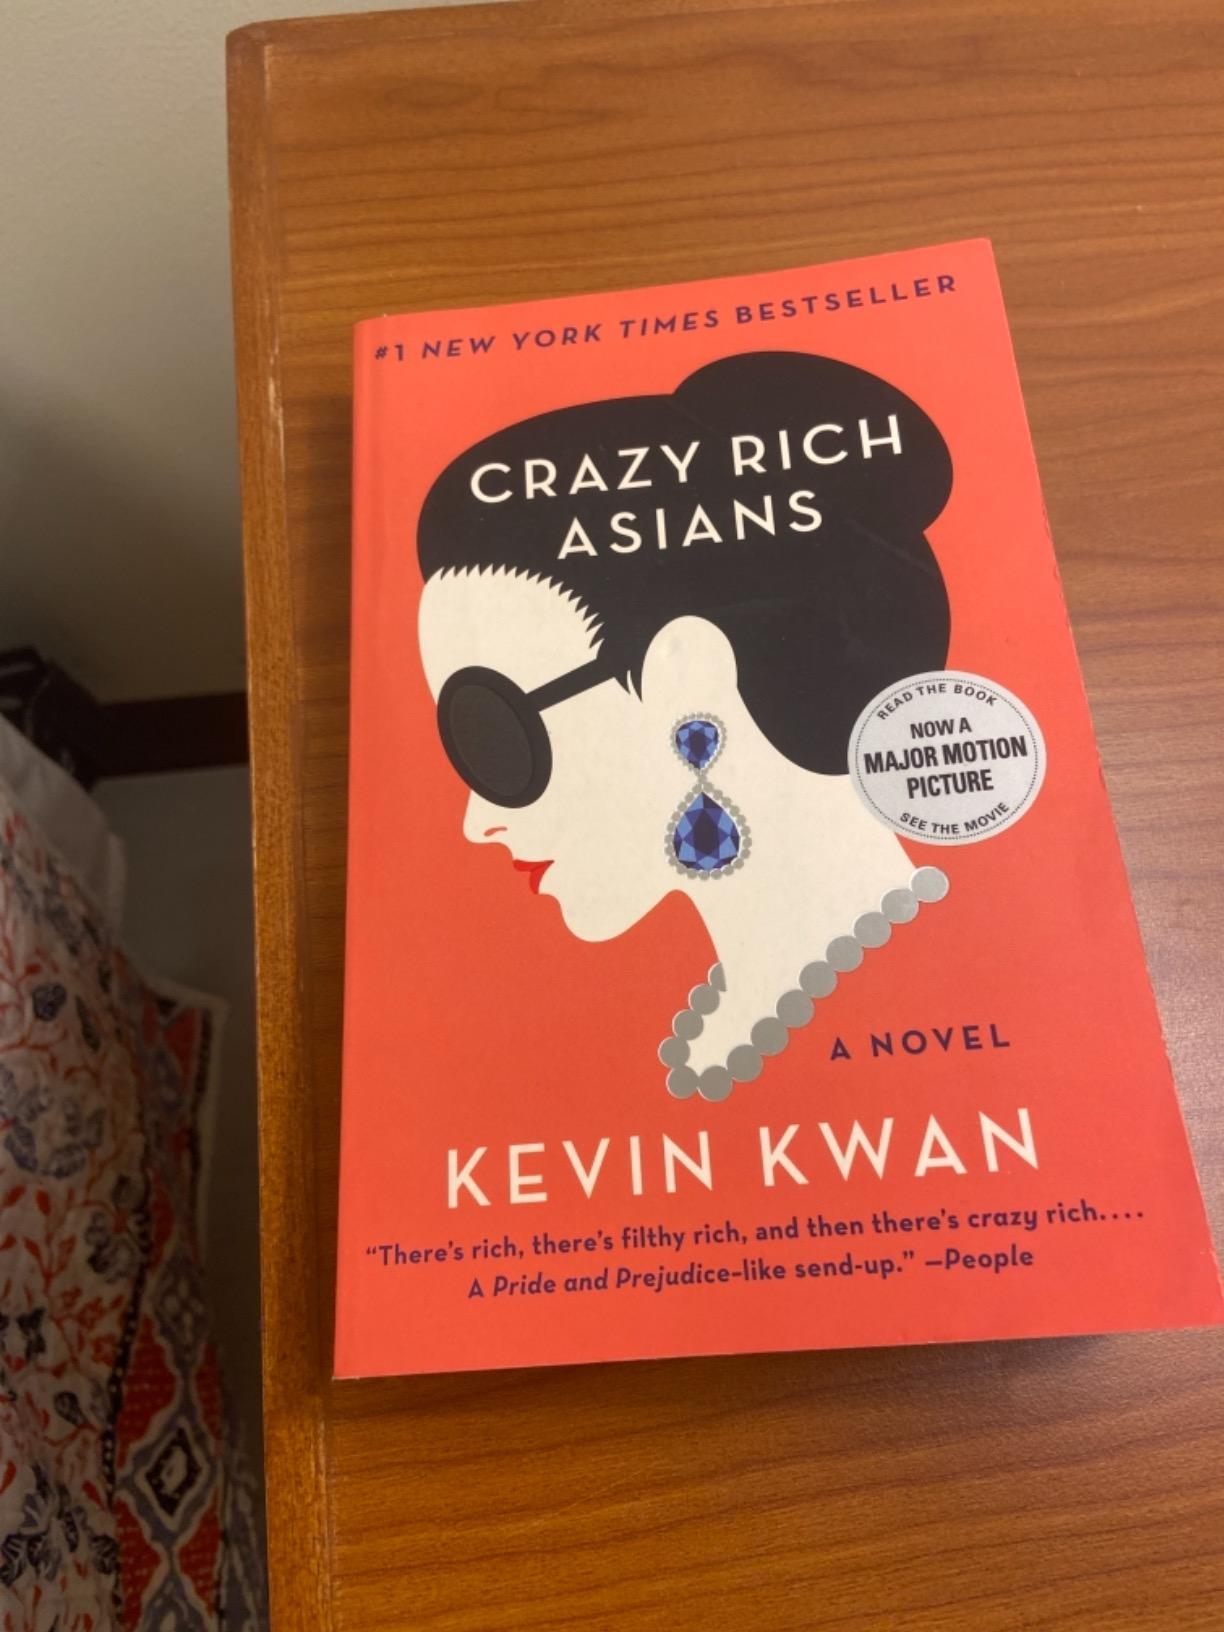 #1 NEW YORK TIMES BESTSELLER
CRAZY RICH
ASIANS
READ THE BOOK
NOW A
MAJOR MOTION
PICTURE
SEE THE MOVIE
A NOVEL
KEVIN KWAN
“There’s rich, there’s filthy rich, and then there’s crazy rich....
A Pride and Prejudice–like send-up.” —People